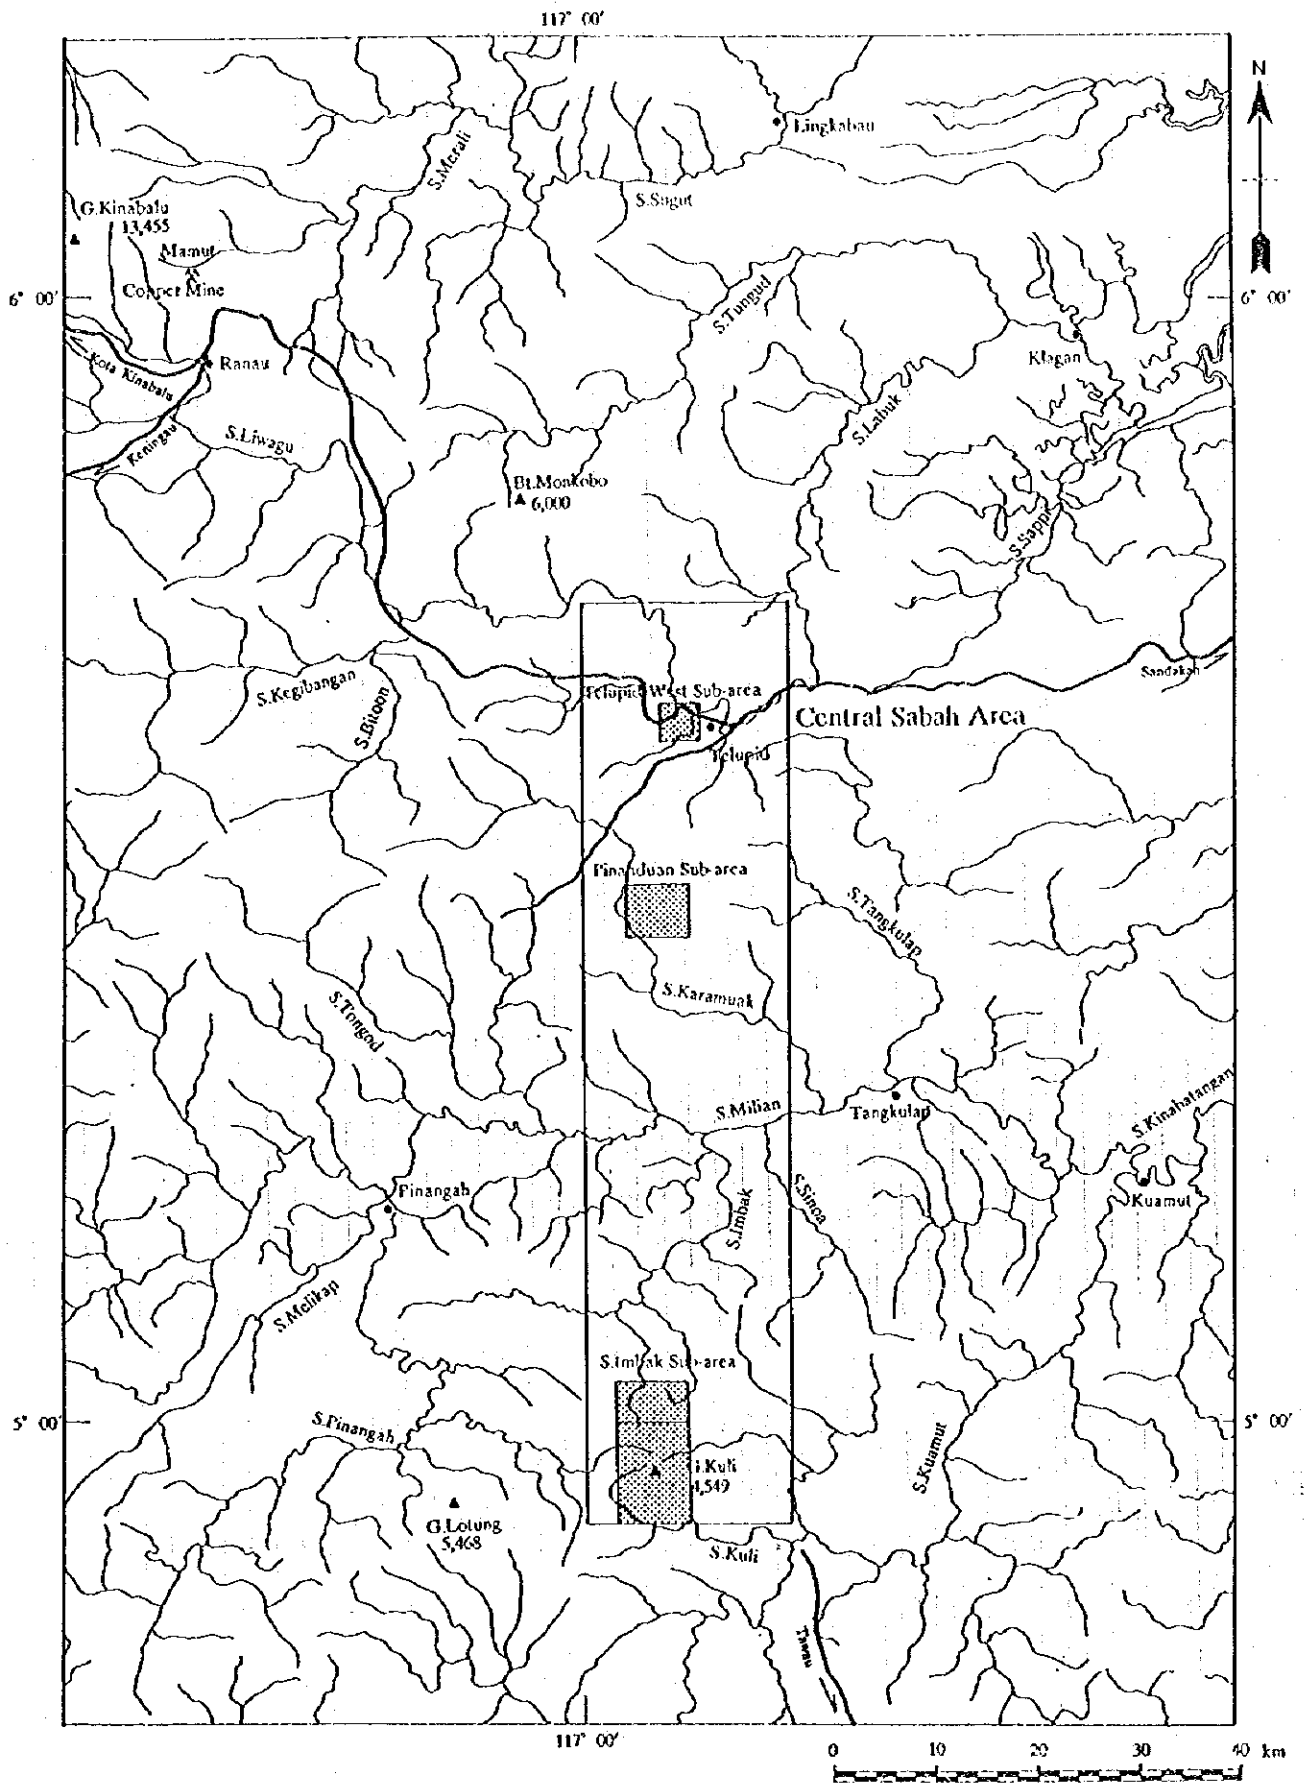 117° 00′
N
Lingkabau
S.Merali
S.Sugut
G.Kinabalu
13,455
Mamut
Copper Mine
6° 00′
6° 00′
S.Tungud
Klagan
Ranau
Kota Kinabalu
Keningau
S.Liwagu
S.Labuk
Bt.Monkobo
6,000
S.Sapi
S.Kegibangan
S.Bitoon
Sandakan
Telupid West Sub-area
Central Sabah Area
Telupid
Pinanduan Sub-area
S.Tangkulap
S.Karamuak
S.Tongod
S.Milian
Tangkulap
S.Kinabatangan
Pinangah
S.Imbak
S.Sinoa
Kuamut
S.Melikap
S.Imbak Sub-area
5° 00′
5° 00′
S.Pinangah
S.Kuamut
G.Kuli
4,549
G.Lotung
5,468
S.Kuli
Tawau
117° 00′
0 10 20 30 40 km